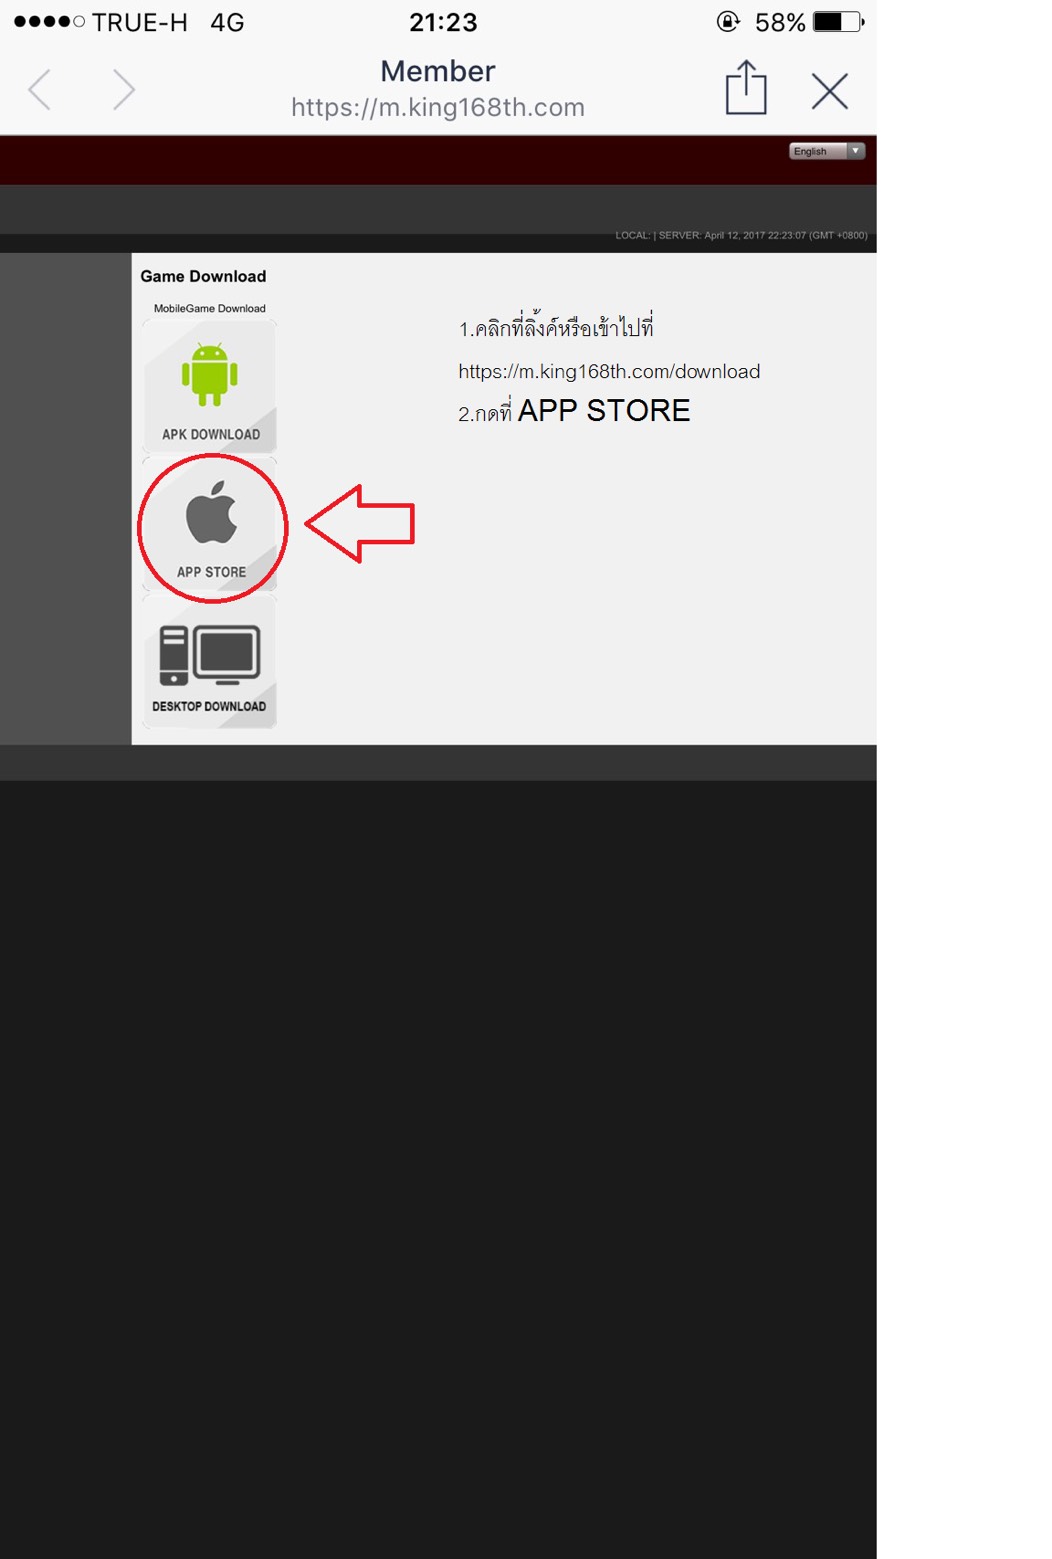 TRUE-H 4G 21:23 58%
Member
https://m.king168th.com
English
LOCAL: | SERVER: April 12, 2017 22:23:07 (GMT +0800)
Game Download
MobileGame Download
APK DOWNLOAD
APP STORE
DESKTOP DOWNLOAD
1.คลิกที่ลิ้งค์หรือเข้าไปที่
https://m.king168th.com/download
2.กดที่ APP STORE